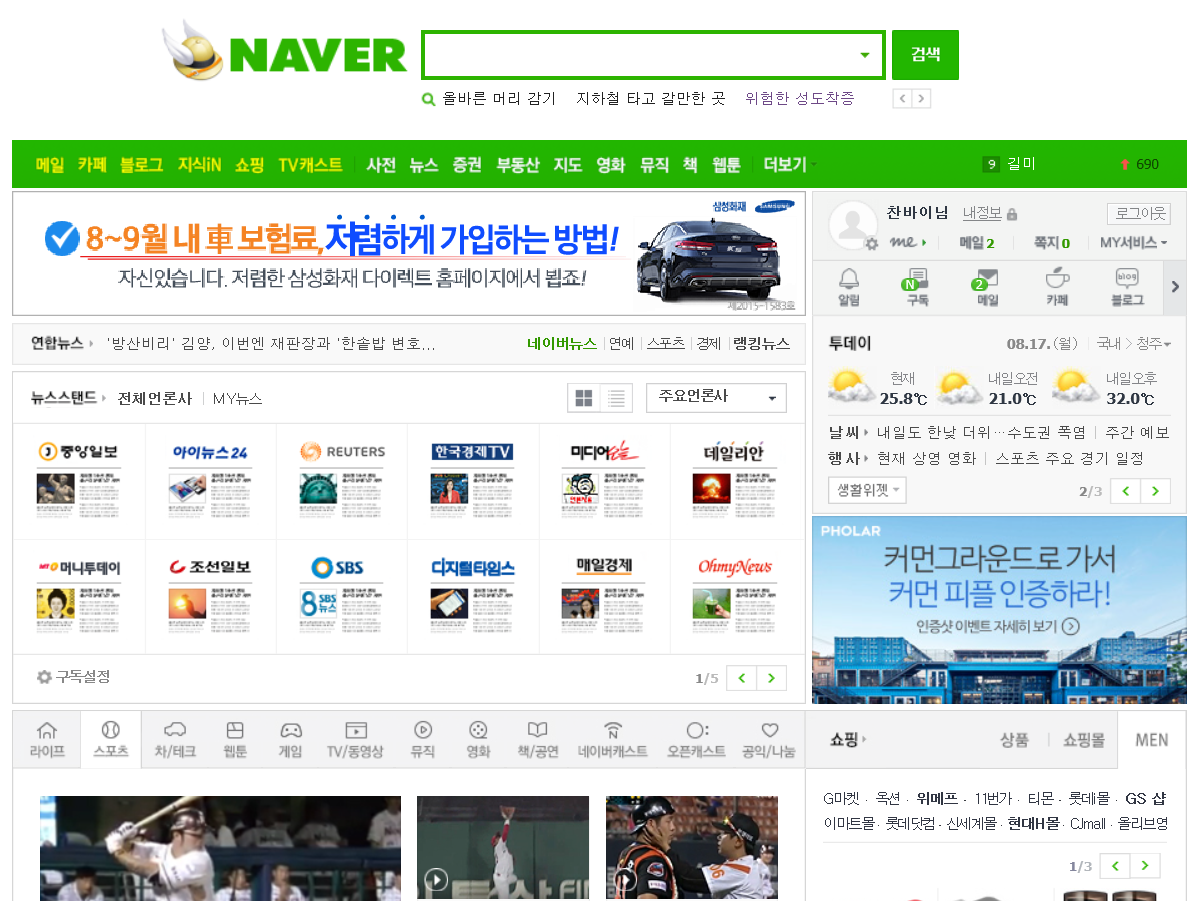 NAVER
검색
올바른 머리 감기 지하철 타고 갈만한 곳 위험한 성도착증
메일 카페 블로그 지식iN 쇼핑 TV캐스트 사전 뉴스 증권 부동산 지도 영화 뮤직 책 웹툰 더보기
9 길미 690
8~9월 내 車 보험료, 저렴하게 가입하는 방법!
자신있습니다. 저렴한 삼성화재 다이렉트 홈페이지에서 뵙죠!
삼성화재 SAMSUNG
제2015-1583호
찬바이님 내정보 로그아웃
me 메일 2 쪽지 0 MY서비스
알림 N 구독 2 메일 카페 blog 블로그
연합뉴스 '방산비리' 김양, 이번엔 재판장과 '한솔밥 변호...
네이버뉴스 연예 스포츠 경제 랭킹뉴스
투데이 08.17.(월) 국내 > 청주
현재 25.8℃ 내일오전 21.0℃ 내일오후 32.0℃
날씨 내일도 한낮 더위…수도권 폭염 주간 예보
행사 현재 상영 영화 스포츠 주요 경기 일정
생활위젯 2/3
뉴스스탠드 전체언론사 MY뉴스 주요언론사
중앙일보 아이뉴스24 REUTERS 한국경제TV 미디어오늘 데일리안
머니투데이 조선일보 SBS 디지털타임스 매일경제 OhmyNews
8 SBS 뉴스
구독설정 1/5
PHOLAR
커먼그라운드로 가서
커먼 피플 인증하라!
인증샷 이벤트 자세히 보기
라이프 스포츠 차/테크 웹툰 게임 TV/동영상 뮤직 영화 책/공연 네이버캐스트 오픈캐스트 공익/나눔
쇼핑 상품 쇼핑몰 MEN
G마켓 · 옥션 · 위메프 · 11번가 · 티몬 · 롯데몰 · GS 샵
이마트몰 · 롯데닷컴 · 신세계몰 · 현대H몰 · CJmall · 올리브영
1/3